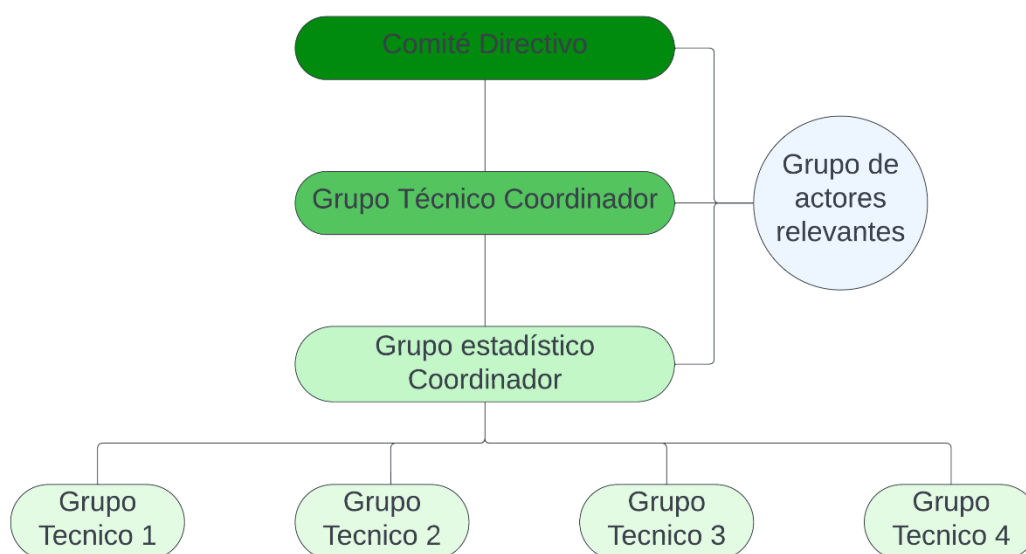 Comité Directivo
Grupo de
actores
relevantes
Grupo Técnico Coordinador
Grupo estadístico
Coordinador
Grupo
Tecnico 1
Grupo
Tecnico 2
Grupo
Tecnico 3
Grupo
Tecnico 4